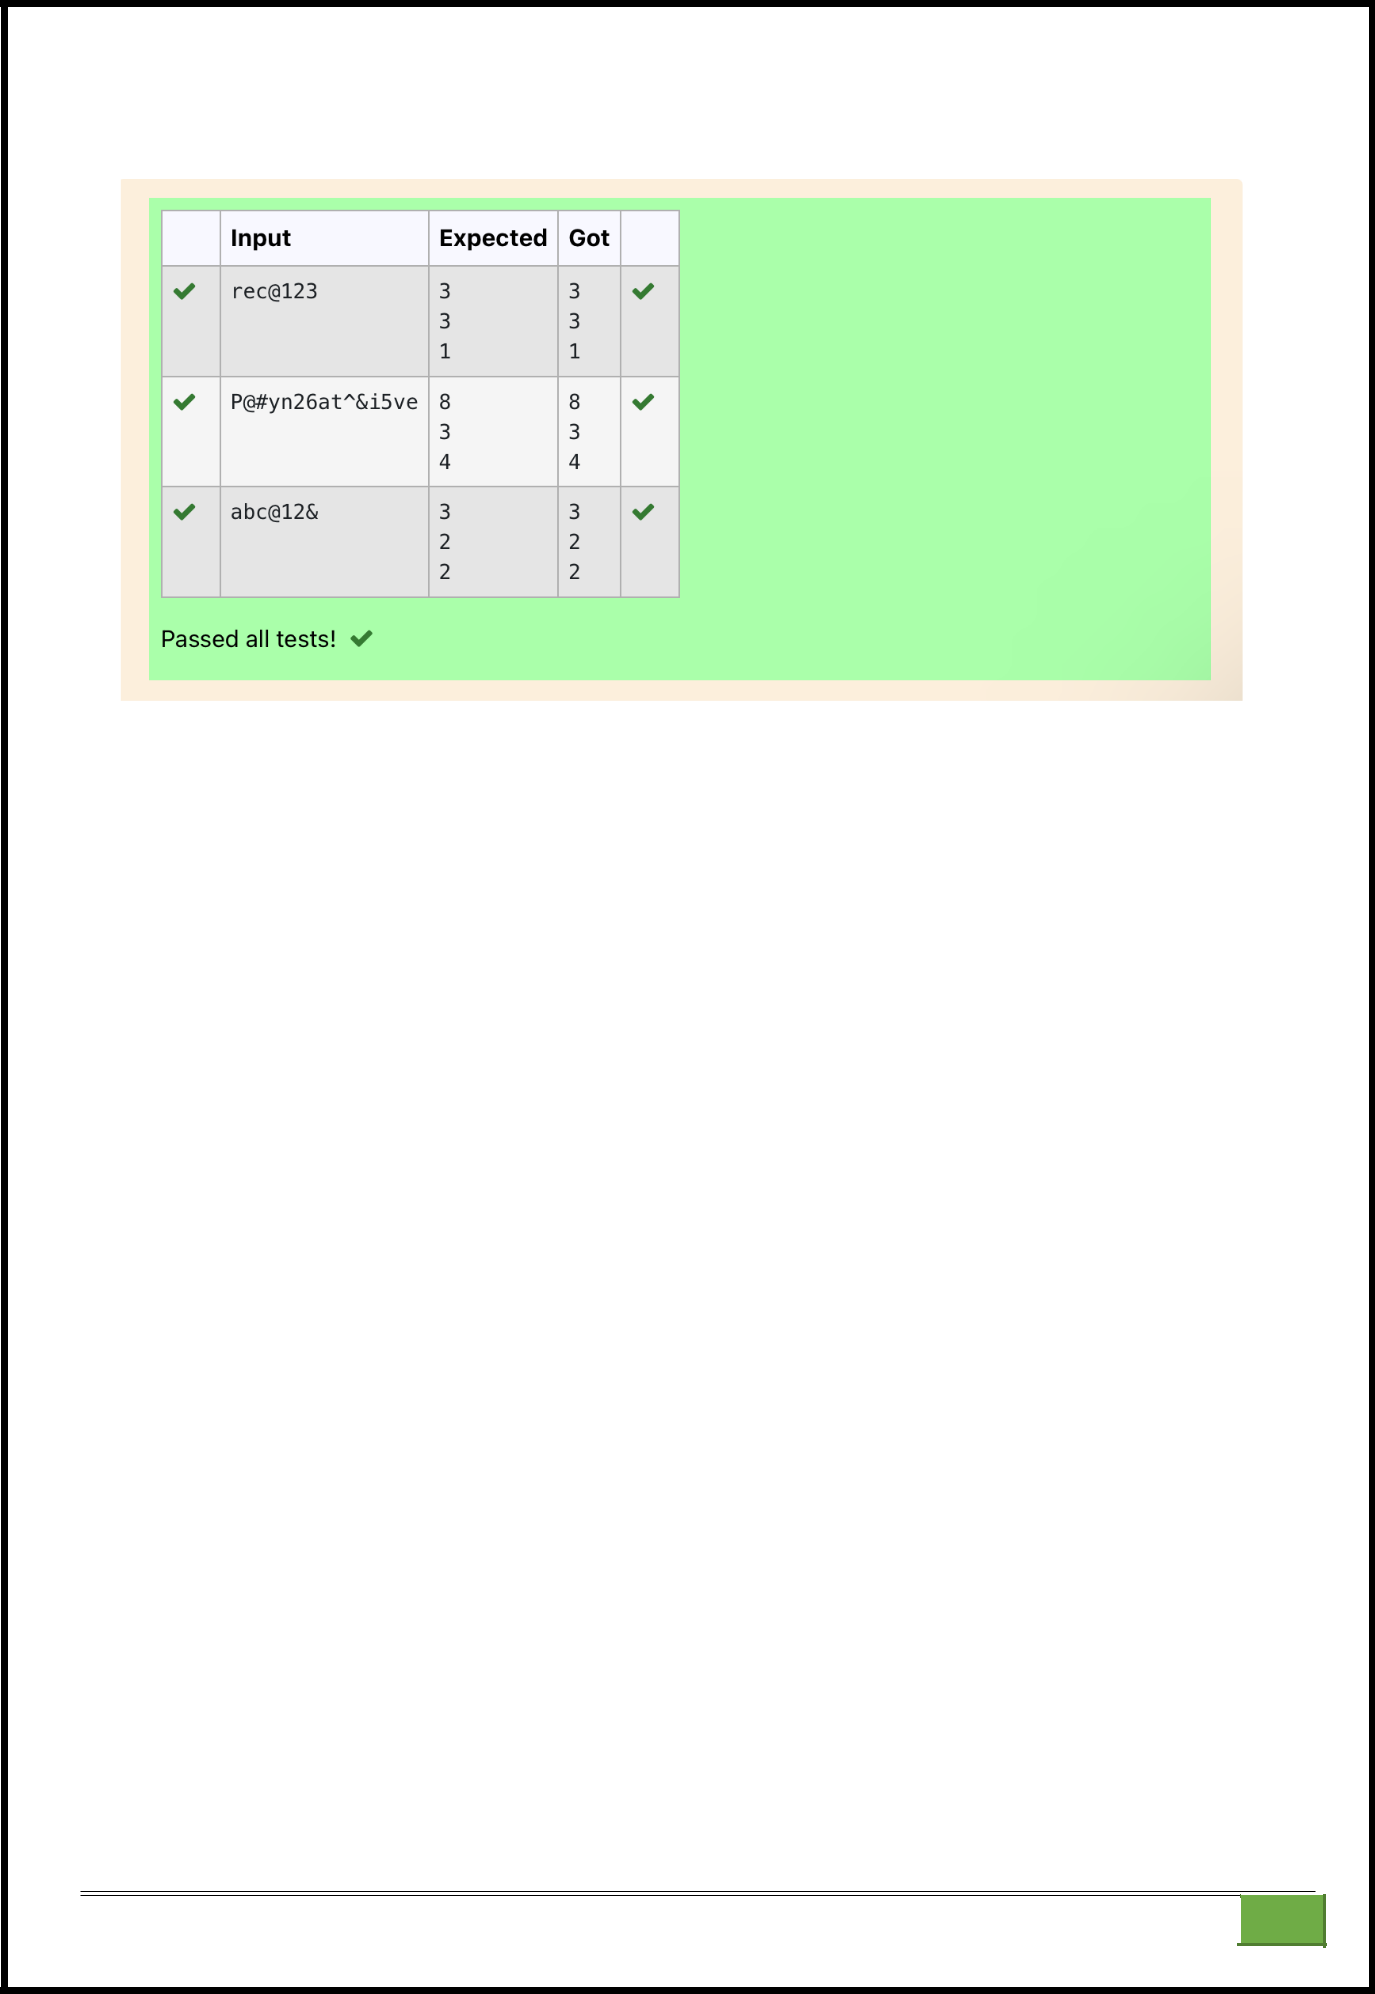 Input Expected Got
rec@123 3 3
3 3
1 1
P@#yn26at^&i5ve 8 8
3 3
4 4
abc@12& 3 3
2 2
2 2
Passed all tests!